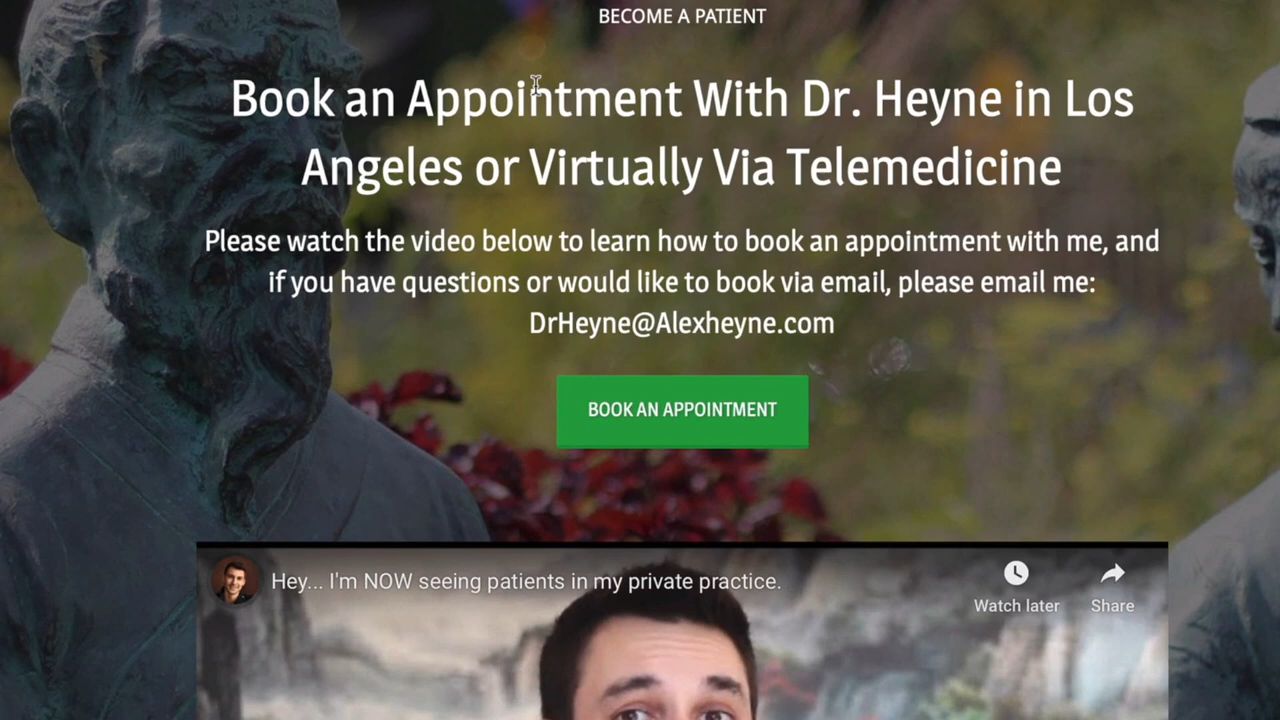 BECOME A PATIENT
Book an Appointment With Dr. Heyne in Los
Angeles or Virtually Via Telemedicine
Please watch the video below to learn how to book an appointment with me, and
if you have questions or would like to book via email, please email me:
DrHeyne@Alexheyne.com
BOOK AN APPOINTMENT
Hey... I'm NOW seeing patients in my private practice.
Watch later
Share